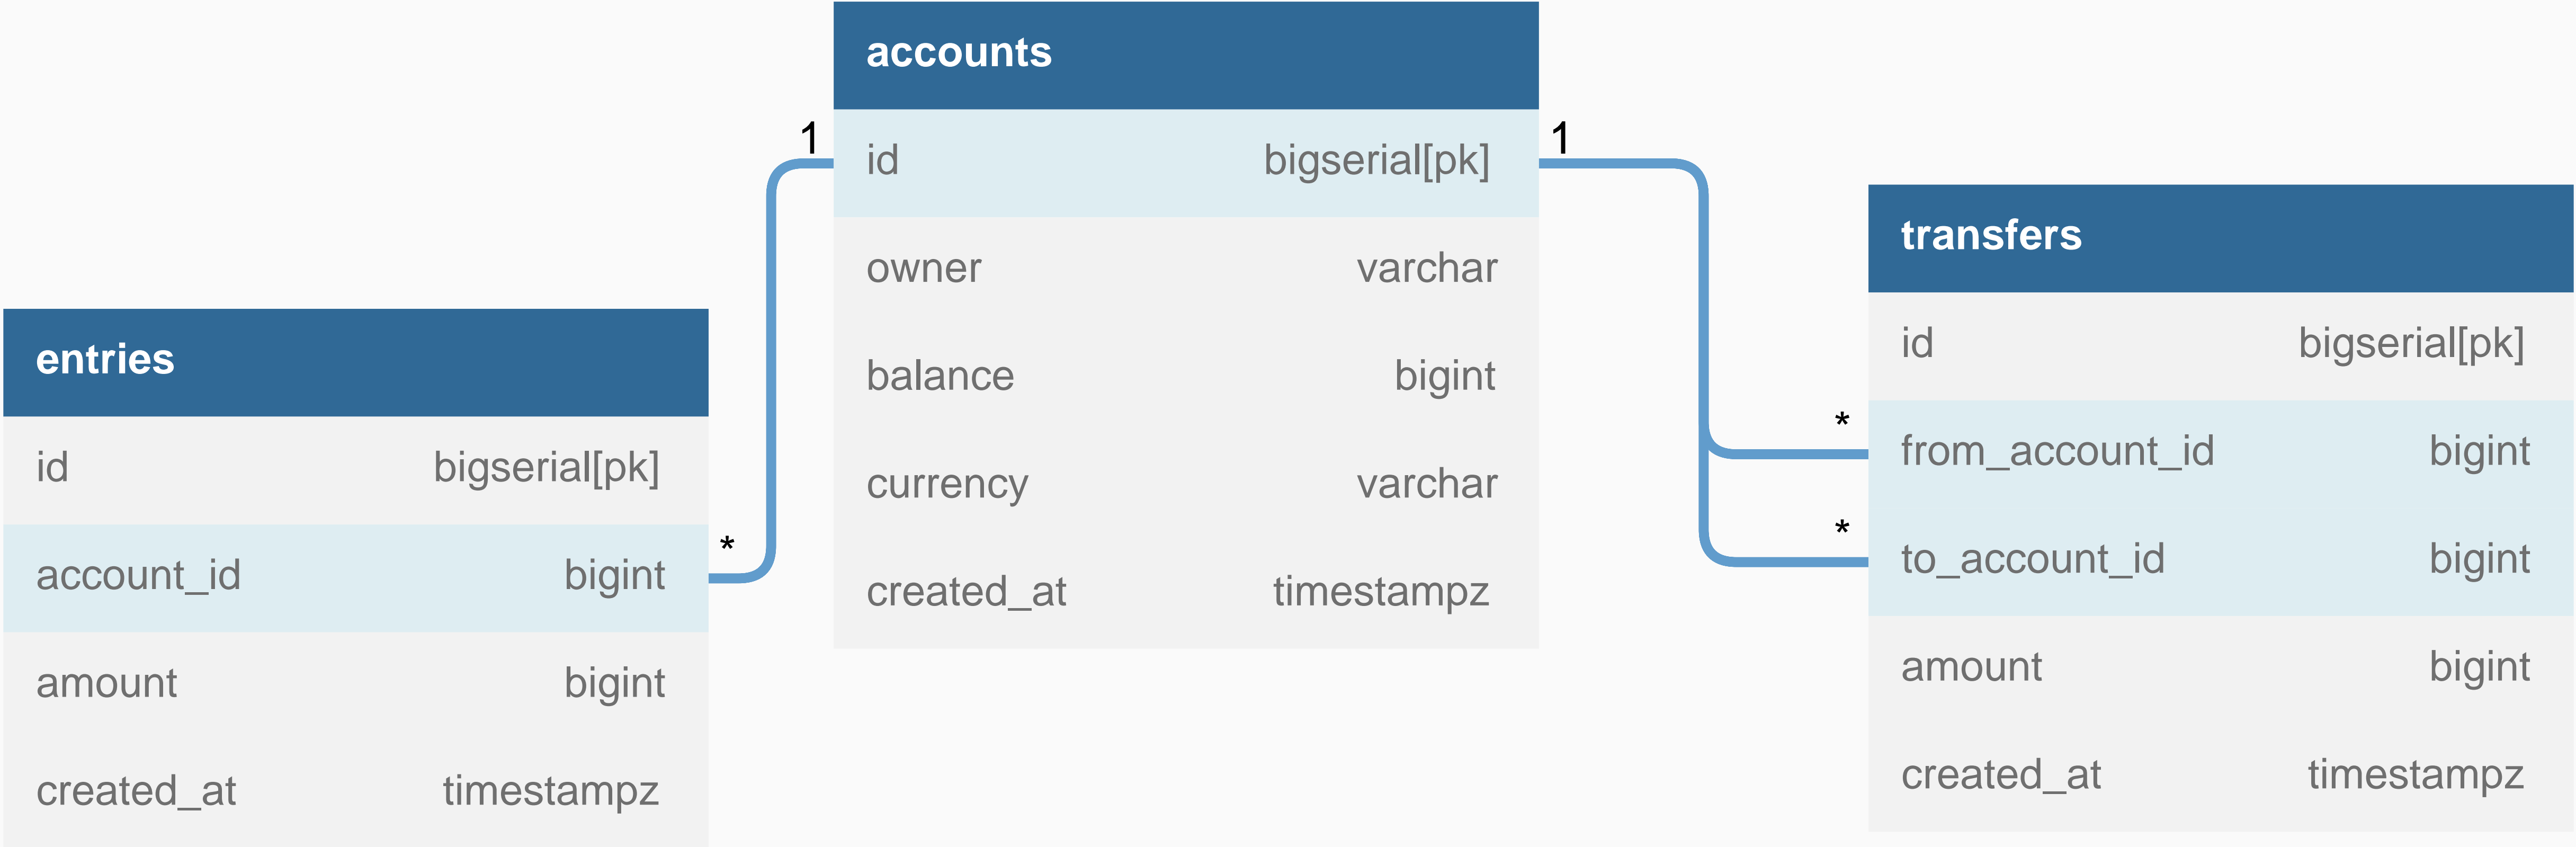 accounts
1
id bigserial[pk]
1
owner varchar
balance bigint
currency varchar
created_at timestampz
entries
id bigserial[pk]
*
account_id bigint
amount bigint
created_at timestampz
transfers
id bigserial[pk]
*
from_account_id bigint
*
to_account_id bigint
amount bigint
created_at timestampz